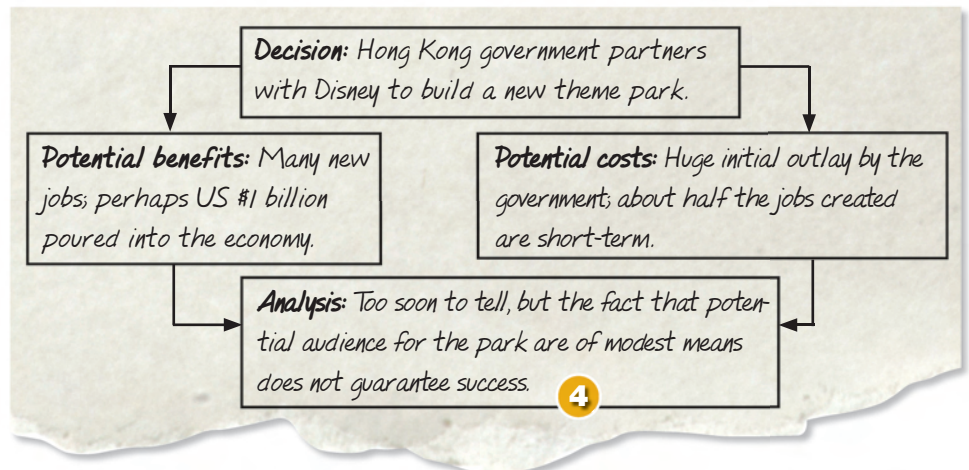 Decision: Hong Kong government partners
with Disney to build a new theme park.
Potential benefits: Many new
jobs; perhaps US $1 billion
poured into the economy.
Potential costs: Huge initial outlay by the
government; about half the jobs created
are short-term.
Analysis: Too soon to tell, but the fact that poten-
tial audience for the park are of modest means
does not guarantee success.
4